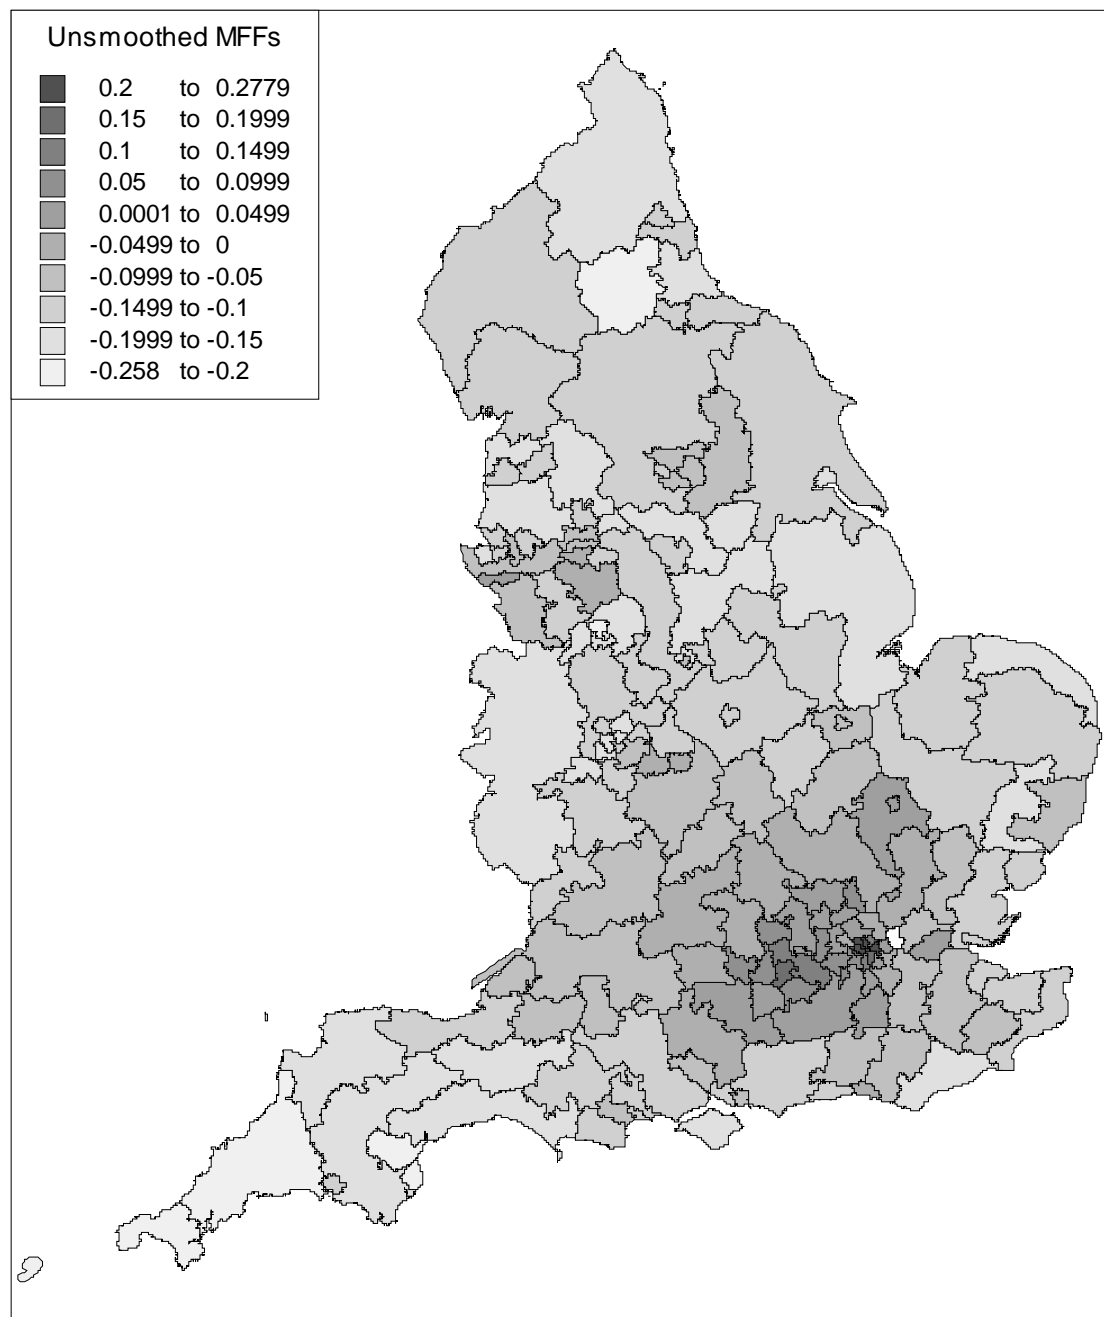 Unsmoothed MFFs
0.2 to 0.2779
0.15 to 0.1999
0.1 to 0.1499
0.05 to 0.0999
0.0001 to 0.0499
-0.0499 to 0
-0.0999 to -0.05
-0.1499 to -0.1
-0.1999 to -0.15
-0.258 to -0.2